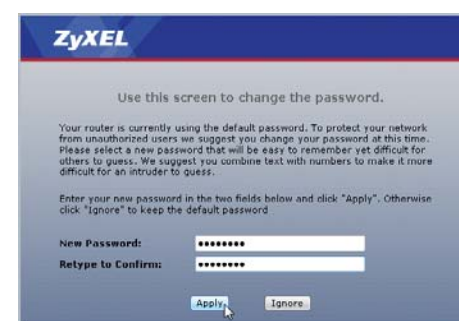 ZyXEL
Use this screen to change the password.
Your router is currently using the default password. To protect your network
from unauthorized users we suggest you change your password at this time.
Please select a new password that will be easy to remember yet difficult for
others to guess. We suggest you combine text with numbers to make it more
difficult for an intruder to guess.
Enter your new password in the two fields below and click "Apply". Otherwise
click "Ignore" to keep the default password
New Password: ••••••••
Retype to Confirm: ••••••••
Apply Ignore